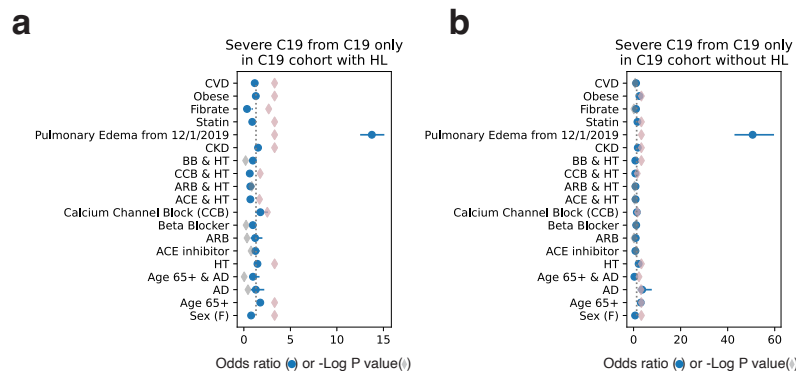 a
Severe C19 from C19 only
in C19 cohort with HL
CVD
Obese
Fibrate
Statin
Pulmonary Edema from 12/1/2019
CKD
BB & HT
CCB & HT
ARB & HT
ACE & HT
Calcium Channel Block (CCB)
Beta Blocker
ARB
ACE inhibitor
HT
Age 65+ & AD
AD
Age 65+
Sex (F)
0 5 10 15
Odds ratio ( ) or -Log P value( )
b
Severe C19 from C19 only
in C19 cohort without HL
CVD
Obese
Fibrate
Statin
Pulmonary Edema from 12/1/2019
CKD
BB & HT
CCB & HT
ARB & HT
ACE & HT
Calcium Channel Block (CCB)
Beta Blocker
ARB
ACE inhibitor
HT
Age 65+ & AD
AD
Age 65+
Sex (F)
0 20 40 60
Odds ratio ( ) or -Log P value( )